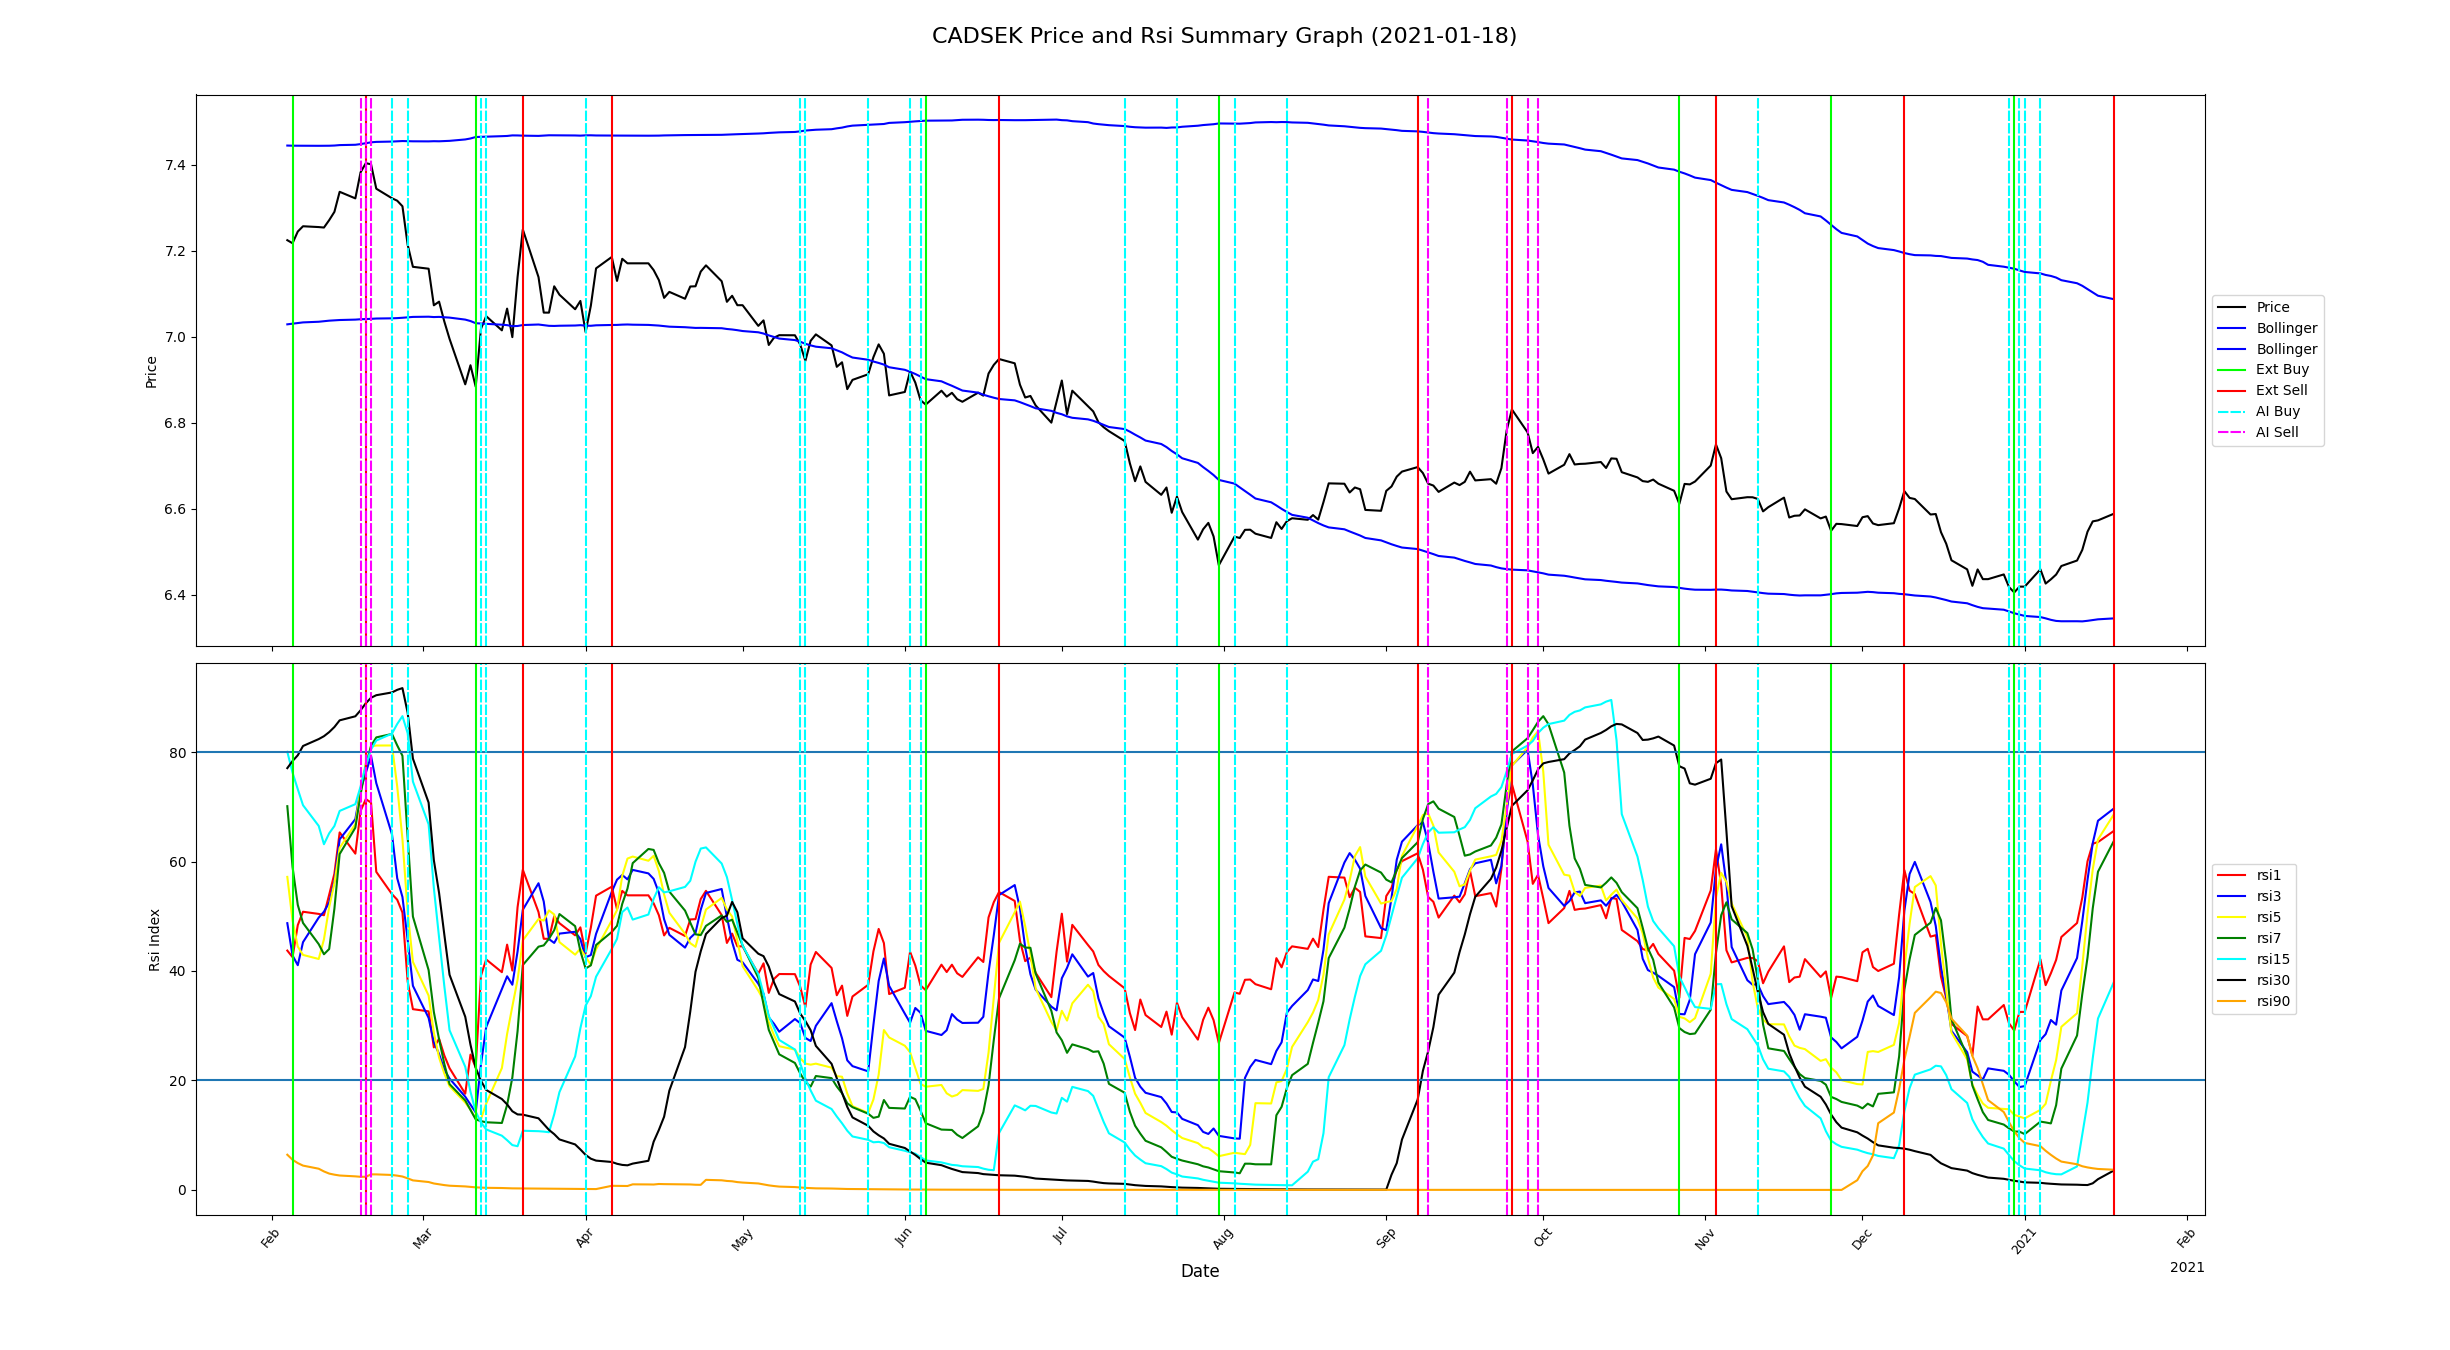 CADSEK Price and Rsi Summary Graph (2021-01-18)
Price
7.4
7.2
7.0
6.8
6.6
6.4
Price
Bollinger
Bollinger
Ext Buy
Ext Sell
AI Buy
AI Sell
Rsi Index
80
60
40
20
0
rsi1
rsi3
rsi5
rsi7
rsi15
rsi30
rsi90
Feb Mar Apr May Jun Jul Aug Sep Oct Nov Dec 2021 Feb
Date
2021